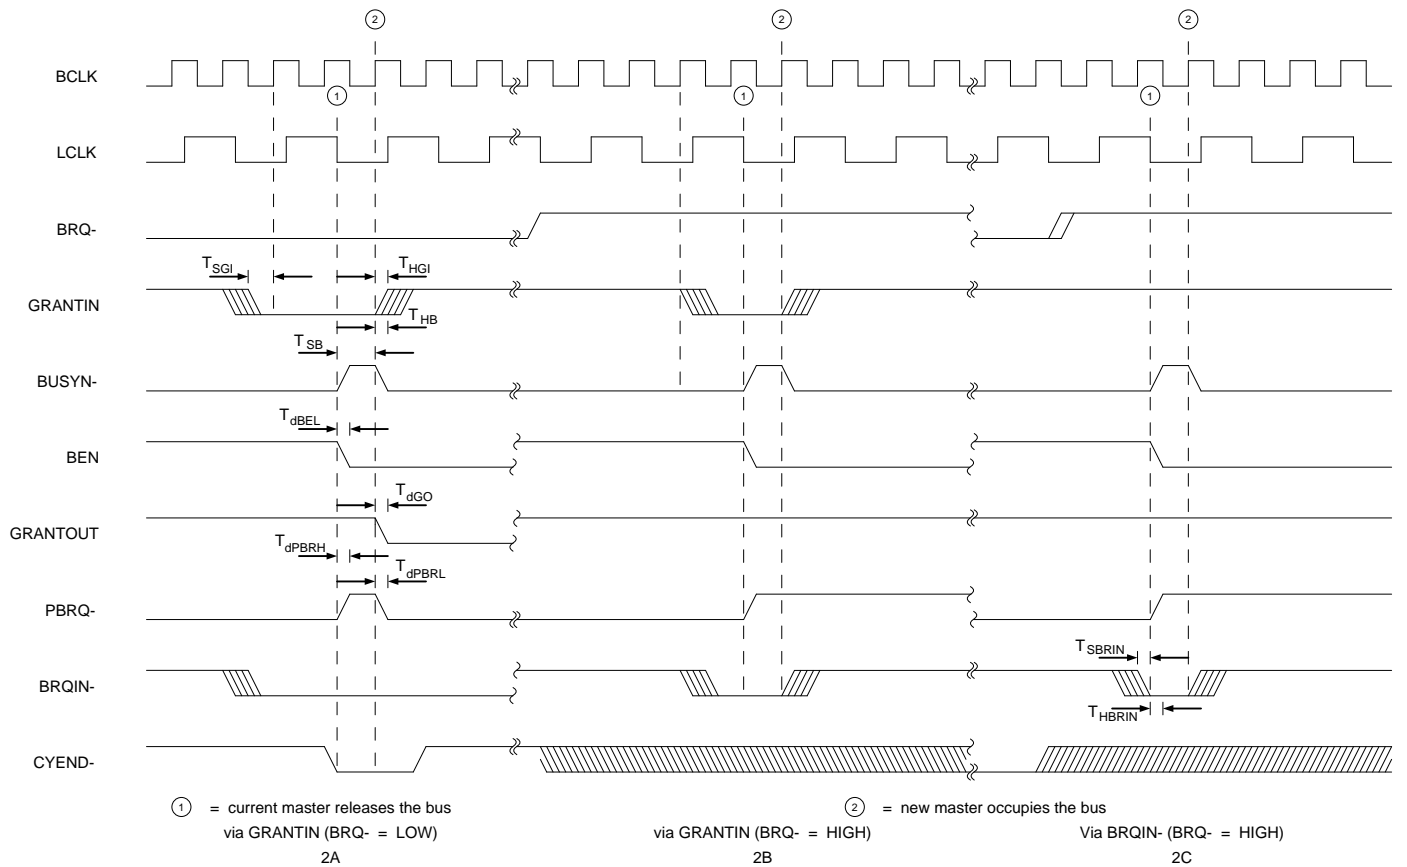 2
2
2
BCLK
1
1
1
LCLK
BRQ-
TSGI
THGI
GRANTIN
THB
TSB
BUSYN-
TdBEL
BEN
TdGO
GRANTOUT
TdPBRH
TdPBRL
PBRQ-
TSBRIN
BRQIN-
THBRIN
CYEND-
1 = current master releases the bus
2 = new master occupies the bus
via GRANTIN (BRQ- = LOW)
via GRANTIN (BRQ- = HIGH)
Via BRQIN- (BRQ- = HIGH)
2A
2B
2C